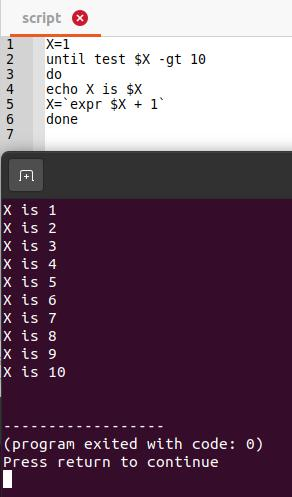 script
1 X=1
2 until test $X -gt 10
3 do
4 echo X is $X
5 X=`expr $X + 1`
6 done
7
X is 1
X is 2
X is 3
X is 4
X is 5
X is 6
X is 7
X is 8
X is 9
X is 10
------------------
(program exited with code: 0)
Press return to continue